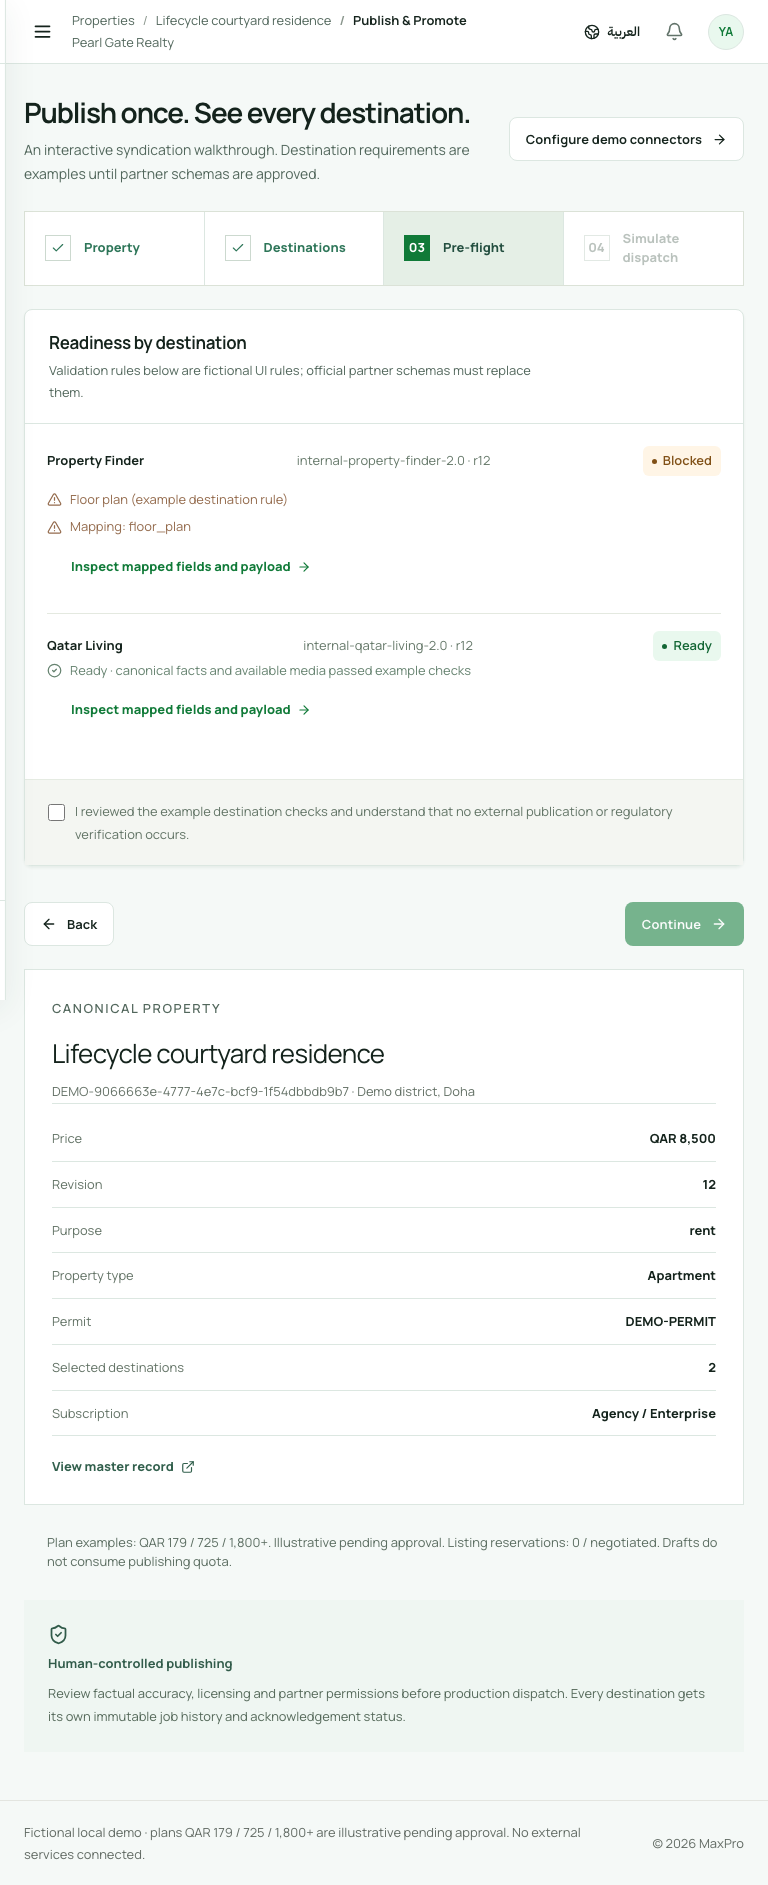 Properties / Lifecycle courtyard residence / Publish & Promote
Pearl Gate Realty
العربية
YA
Publish once. See every destination.
An interactive syndication walkthrough. Destination requirements are
examples until partner schemas are approved.
Configure demo connectors
Property
Destinations
03 Pre-flight
04 Simulate
dispatch
Readiness by destination
Validation rules below are fictional UI rules; official partner schemas must replace
them.
Property Finder internal-property-finder-2.0 · r12 Blocked
Floor plan (example destination rule)
Mapping: floor_plan
Inspect mapped fields and payload
Qatar Living internal-qatar-living-2.0 · r12 Ready
Ready · canonical facts and available media passed example checks
Inspect mapped fields and payload
I reviewed the example destination checks and understand that no external publication or regulatory
verification occurs.
Back
Continue
CANONICAL PROPERTY
Lifecycle courtyard residence
DEMO-9066663e-4777-4e7c-bcf9-1f54dbbdb9b7 · Demo district, Doha
Price QAR 8,500
Revision 12
Purpose rent
Property type Apartment
Permit DEMO-PERMIT
Selected destinations 2
Subscription Agency / Enterprise
View master record
Plan examples: QAR 179 / 725 / 1,800+. Illustrative pending approval. Listing reservations: 0 / negotiated. Drafts do
not consume publishing quota.
Human-controlled publishing
Review factual accuracy, licensing and partner permissions before production dispatch. Every destination gets
its own immutable job history and acknowledgement status.
Fictional local demo · plans QAR 179 / 725 / 1,800+ are illustrative pending approval. No external
services connected.
© 2026 MaxPro